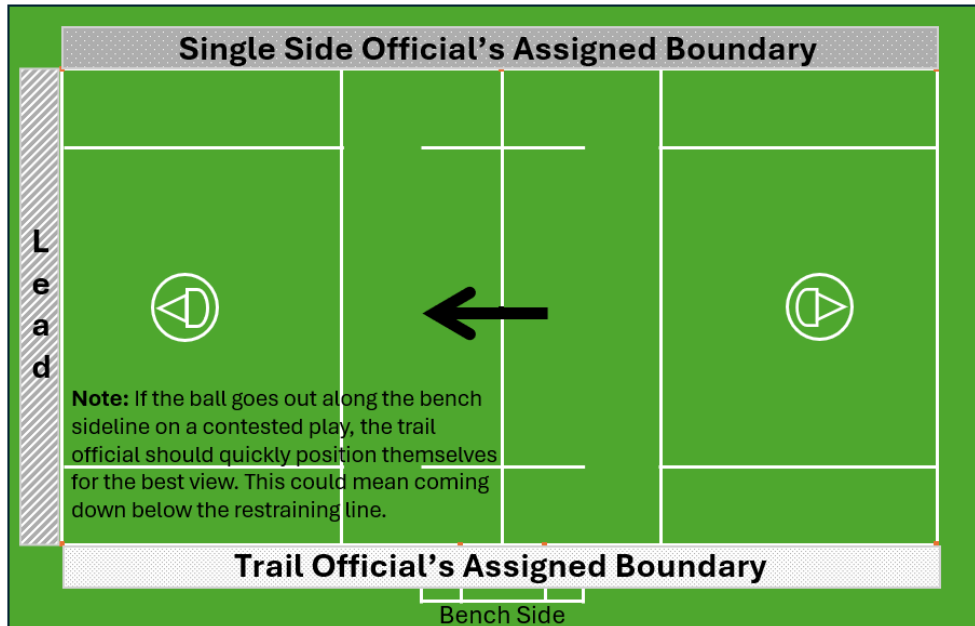 Single Side Official’s Assigned Boundary
Lead
Note: If the ball goes out along the bench
sideline on a contested play, the trail
official should quickly position themselves
for the best view. This could mean coming
down below the restraining line.
Trail Official’s Assigned Boundary
Bench Side